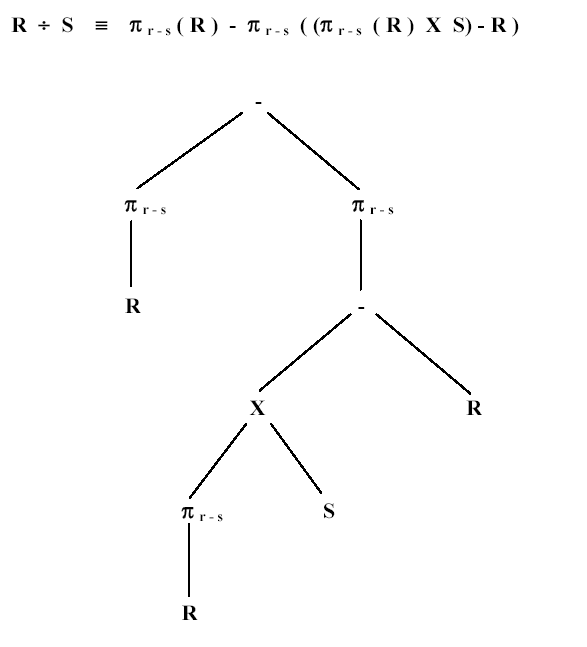 R ÷ S ≡ π r-s ( R ) - π r-s ( (π r-s ( R ) X S) - R )
-
π r-s π r-s
R -
X R
π r-s S
R